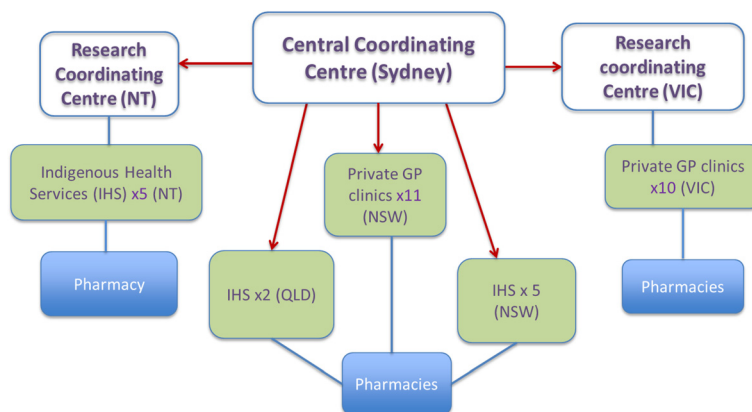 Research
Coordinating
Centre (NT)
Central Coordinating
Centre (Sydney)
Research
coordinating
Centre (VIC)
Indigenous Health
Services (IHS) x5 (NT)
Private GP
clinics x11
(NSW)
Private GP clinics
x10 (VIC)
Pharmacy
IHS x2 (QLD)
IHS x 5
(NSW)
Pharmacies
Pharmacies